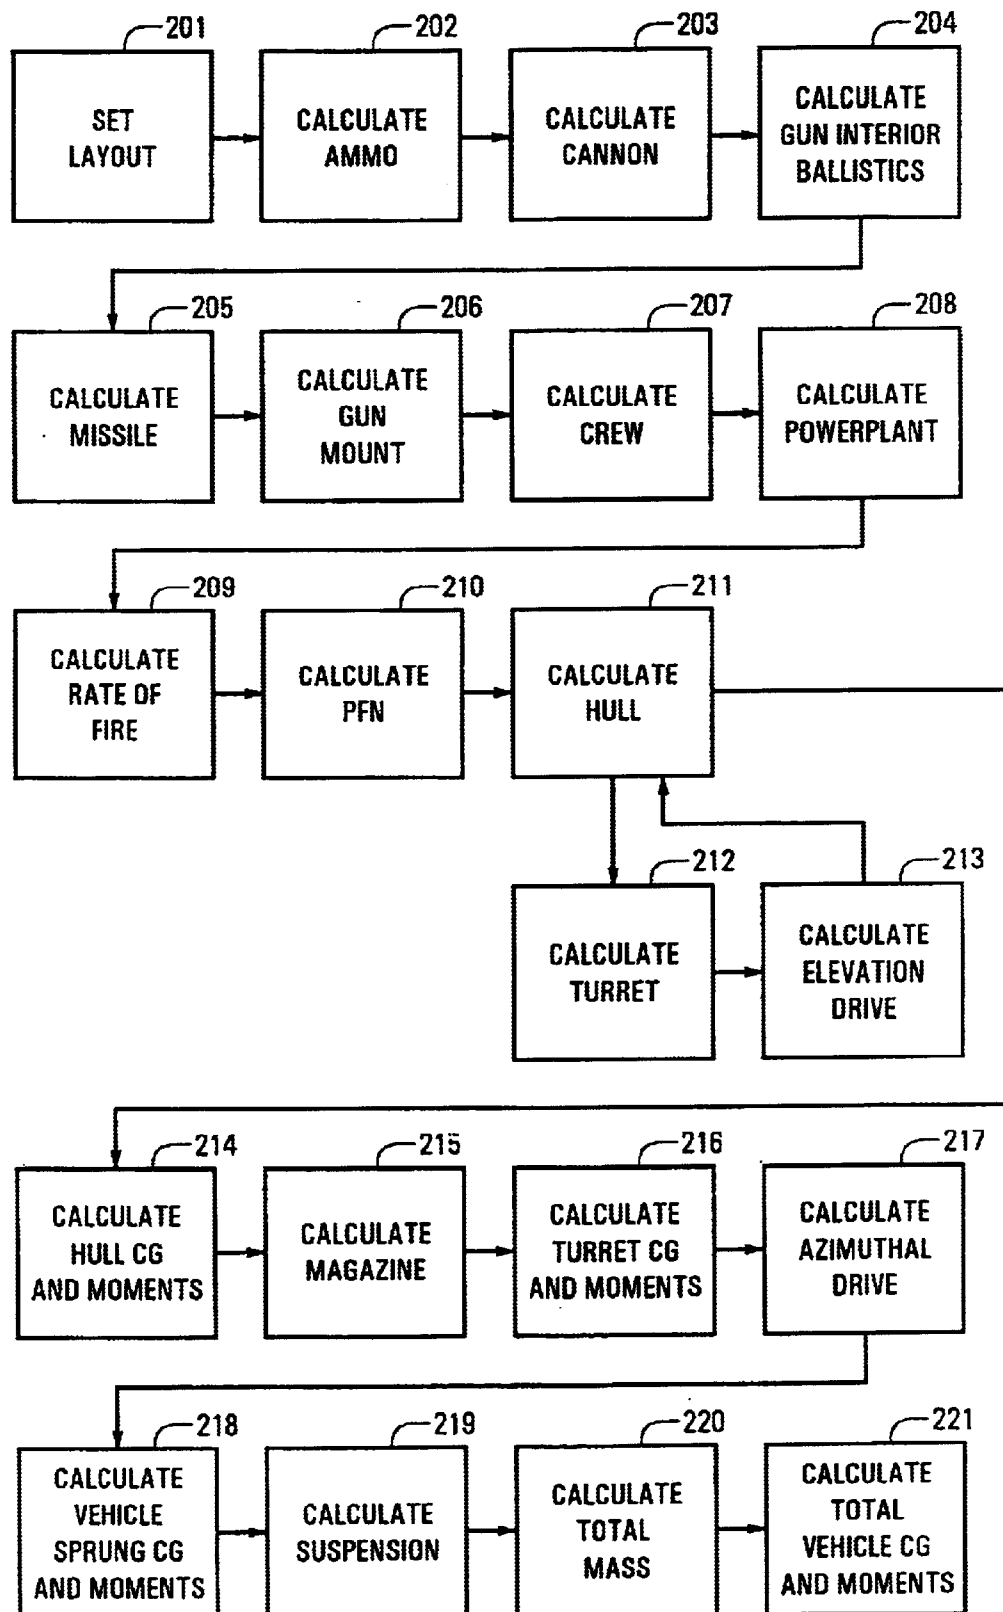 201
SET
LAYOUT
202
CALCULATE
AMMO
203
CALCULATE
CANNON
204
CALCULATE
GUN INTERIOR
BALLISTICS
205
CALCULATE
MISSILE
206
CALCULATE
GUN
MOUNT
207
CALCULATE
CREW
208
CALCULATE
POWERPLANT
209
CALCULATE
RATE OF
FIRE
210
CALCULATE
PFN
211
CALCULATE
HULL
212
CALCULATE
TURRET
213
CALCULATE
ELEVATION
DRIVE
214
CALCULATE
HULL CG
AND MOMENTS
215
CALCULATE
MAGAZINE
216
CALCULATE
TURRET CG
AND MOMENTS
217
CALCULATE
AZIMUTHAL
DRIVE
218
CALCULATE
VEHICLE
SPRUNG CG
AND MOMENTS
219
CALCULATE
SUSPENSION
220
CALCULATE
TOTAL
MASS
221
CALCULATE
TOTAL
VEHICLE CG
AND MOMENTS